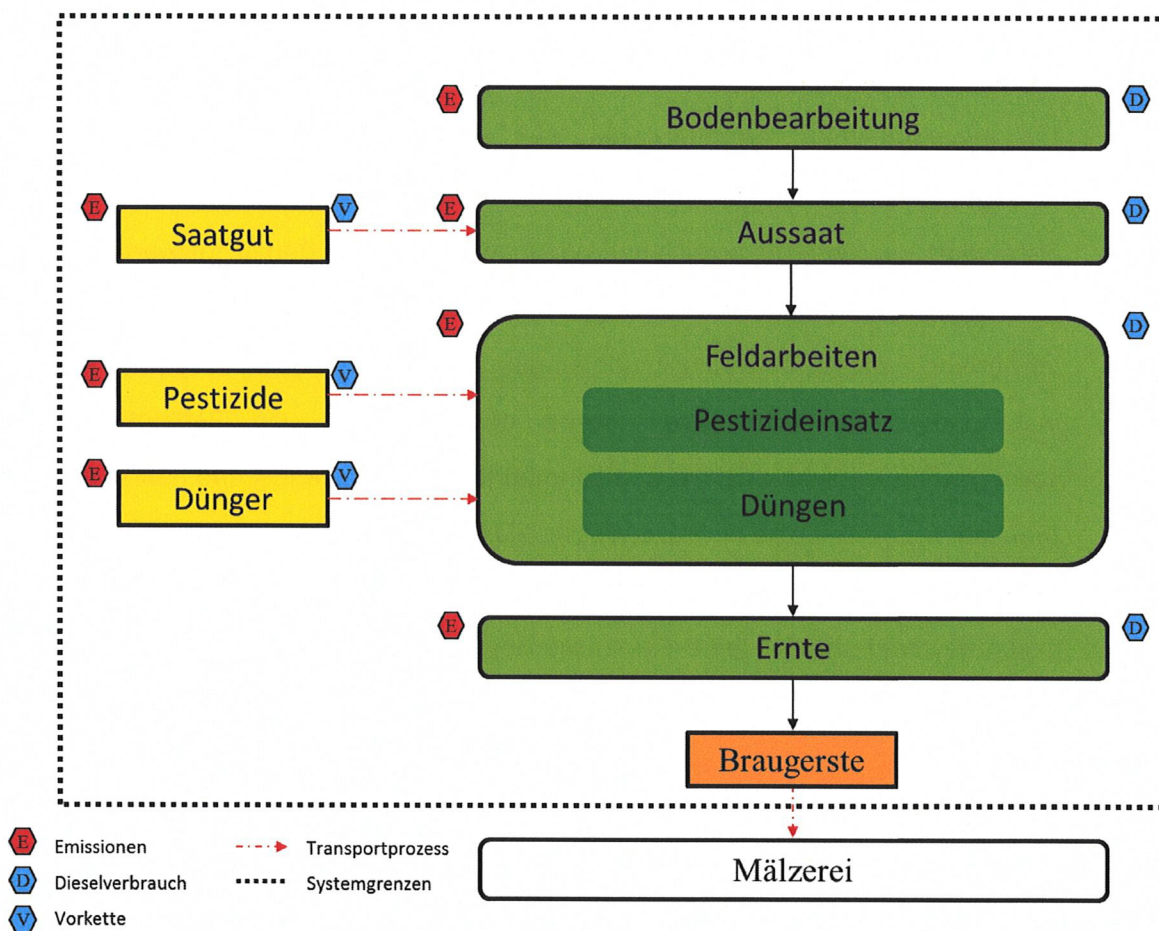 E
Bodenbearbeitung
D
E
Saatgut
V
E
Aussaat
D
E
Feldarbeiten
D
E
Pestizide
V
Pestizideinsatz
E
Dünger
V
Düngen
E
Ernte
D
Braugerste
Mälzerei
E Emissionen
Transportprozess
D Dieselverbrauch
Systemgrenzen
V Vorkette